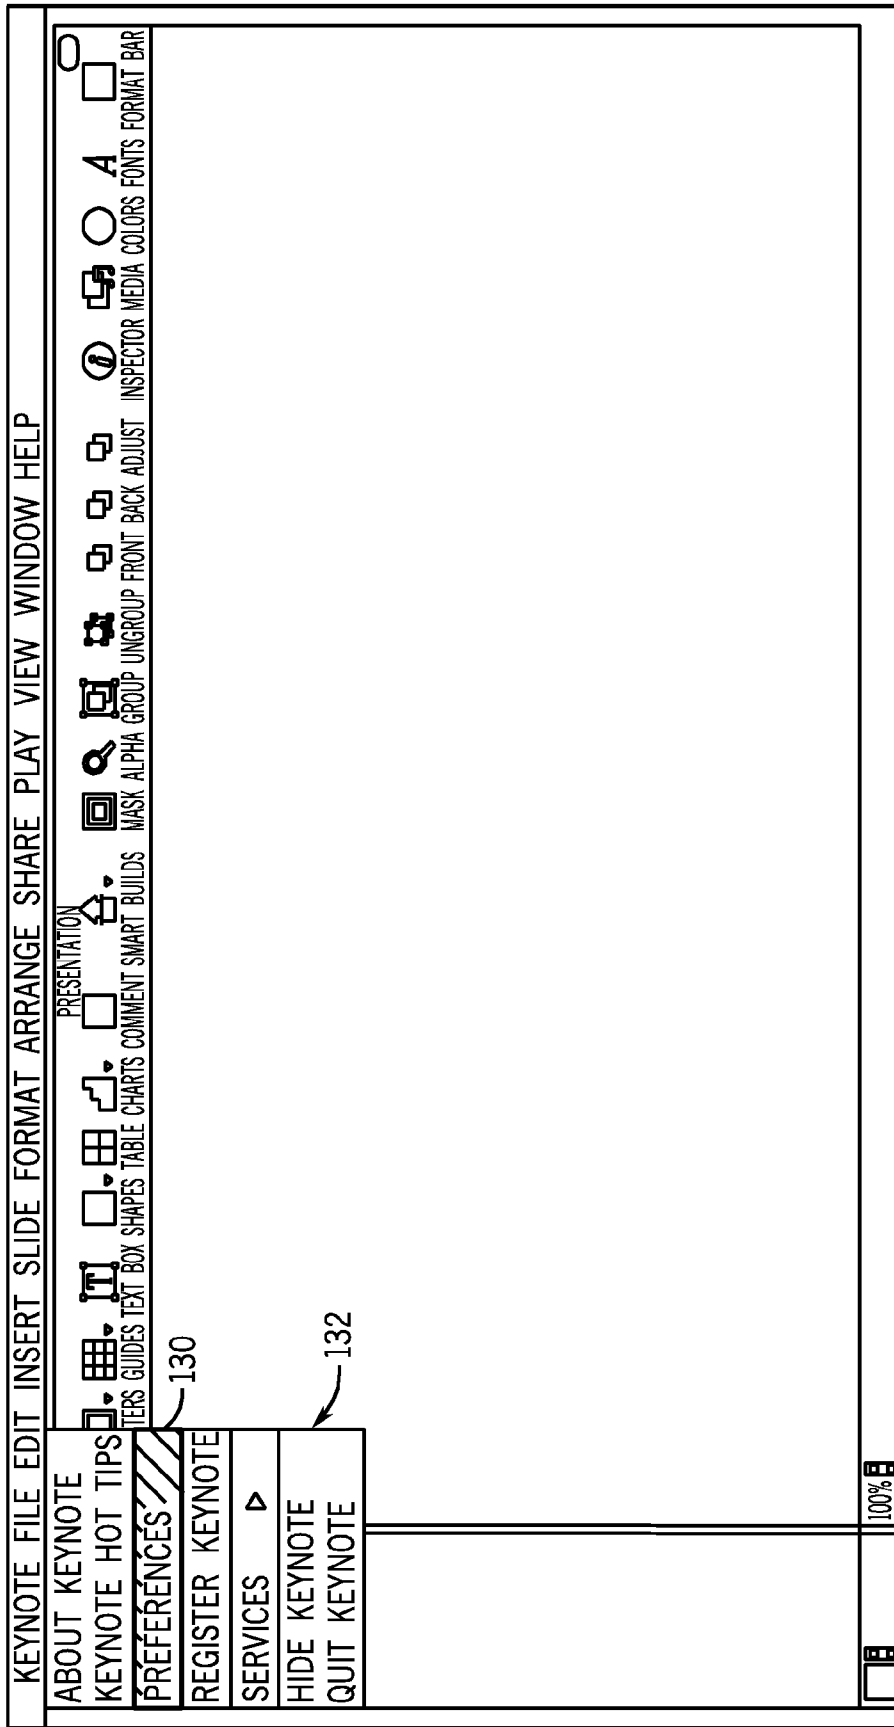 KEYNOTE FILE EDIT INSERT SLIDE FORMAT ARRANGE SHARE PLAY VIEW WINDOW HELP
ABOUT KEYNOTE
KEYNOTE HOT TIPS
PREFERENCES
REGISTER KEYNOTE
SERVICES
HIDE KEYNOTE
QUIT KEYNOTE
130
132
PRESENTATION
T
i
A
TERS GUIDES TEXT BOX SHAPES TABLE CHARTS COMMENT SMART BUILDS MASK ALPHA GROUP UNGROUP FRONT BACK ADJUST INSPECTOR MEDIA COLORS FONTS FORMAT BAR
100%